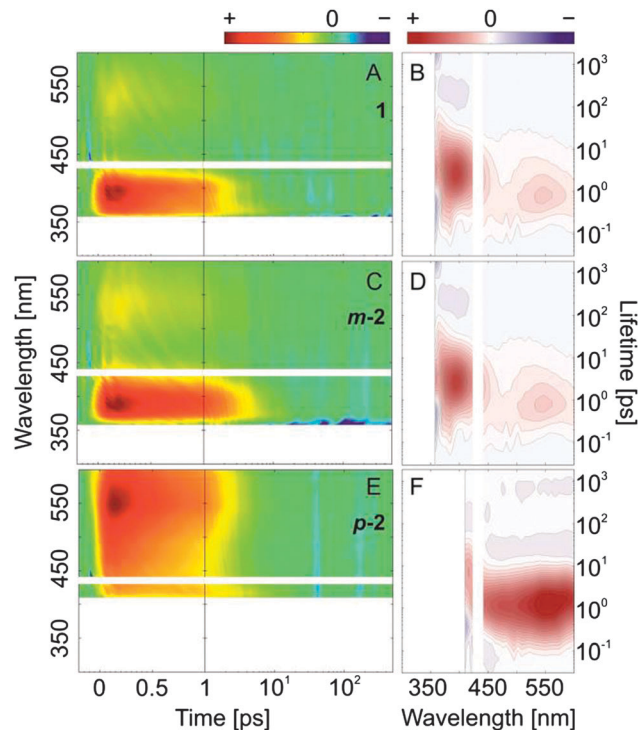 + 0 − + 0 −
A 1 B
550 450 350
10³ 10² 10¹ 10⁰ 10⁻¹
C m-2 D
550 450 350
10³ 10² 10¹ 10⁰ 10⁻¹
E p-2 F
550 450 350
10³ 10² 10¹ 10⁰ 10⁻¹
Wavelength [nm]
Lifetime [ps]
0 0.5 1 10¹ 10² 350 450 550
Time [ps] Wavelength [nm]